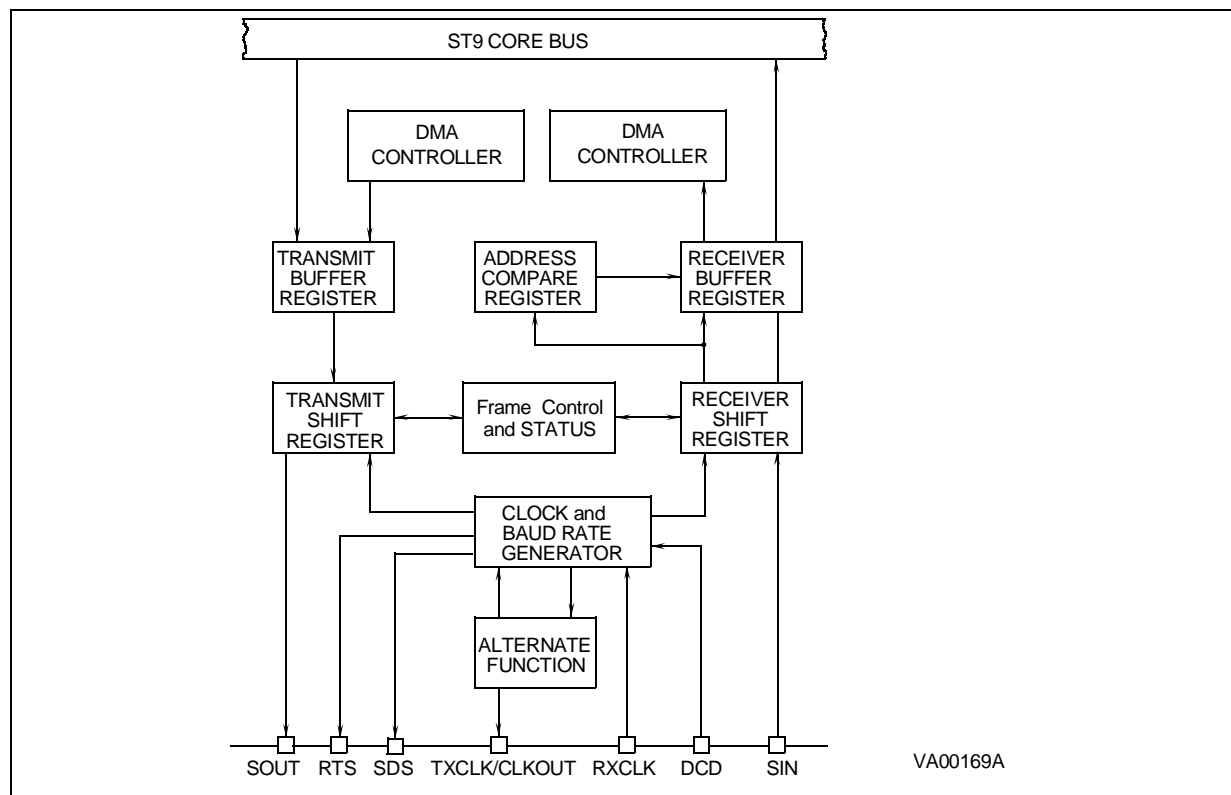 ST9 CORE BUS
DMA
CONTROLLER
DMA
CONTROLLER
TRANSMIT
BUFFER
REGISTER
ADDRESS
COMPARE
REGISTER
RECEIVER
BUFFER
REGISTER
TRANSMIT
SHIFT
REGISTER
Frame Control
and STATUS
RECEIVER
SHIFT
REGISTER
CLOCK and
BAUD RATE
GENERATOR
ALTERNATE
FUNCTION
SOUT RTS SDS TXCLK/CLKOUT RXCLK DCD SIN
VA00169A